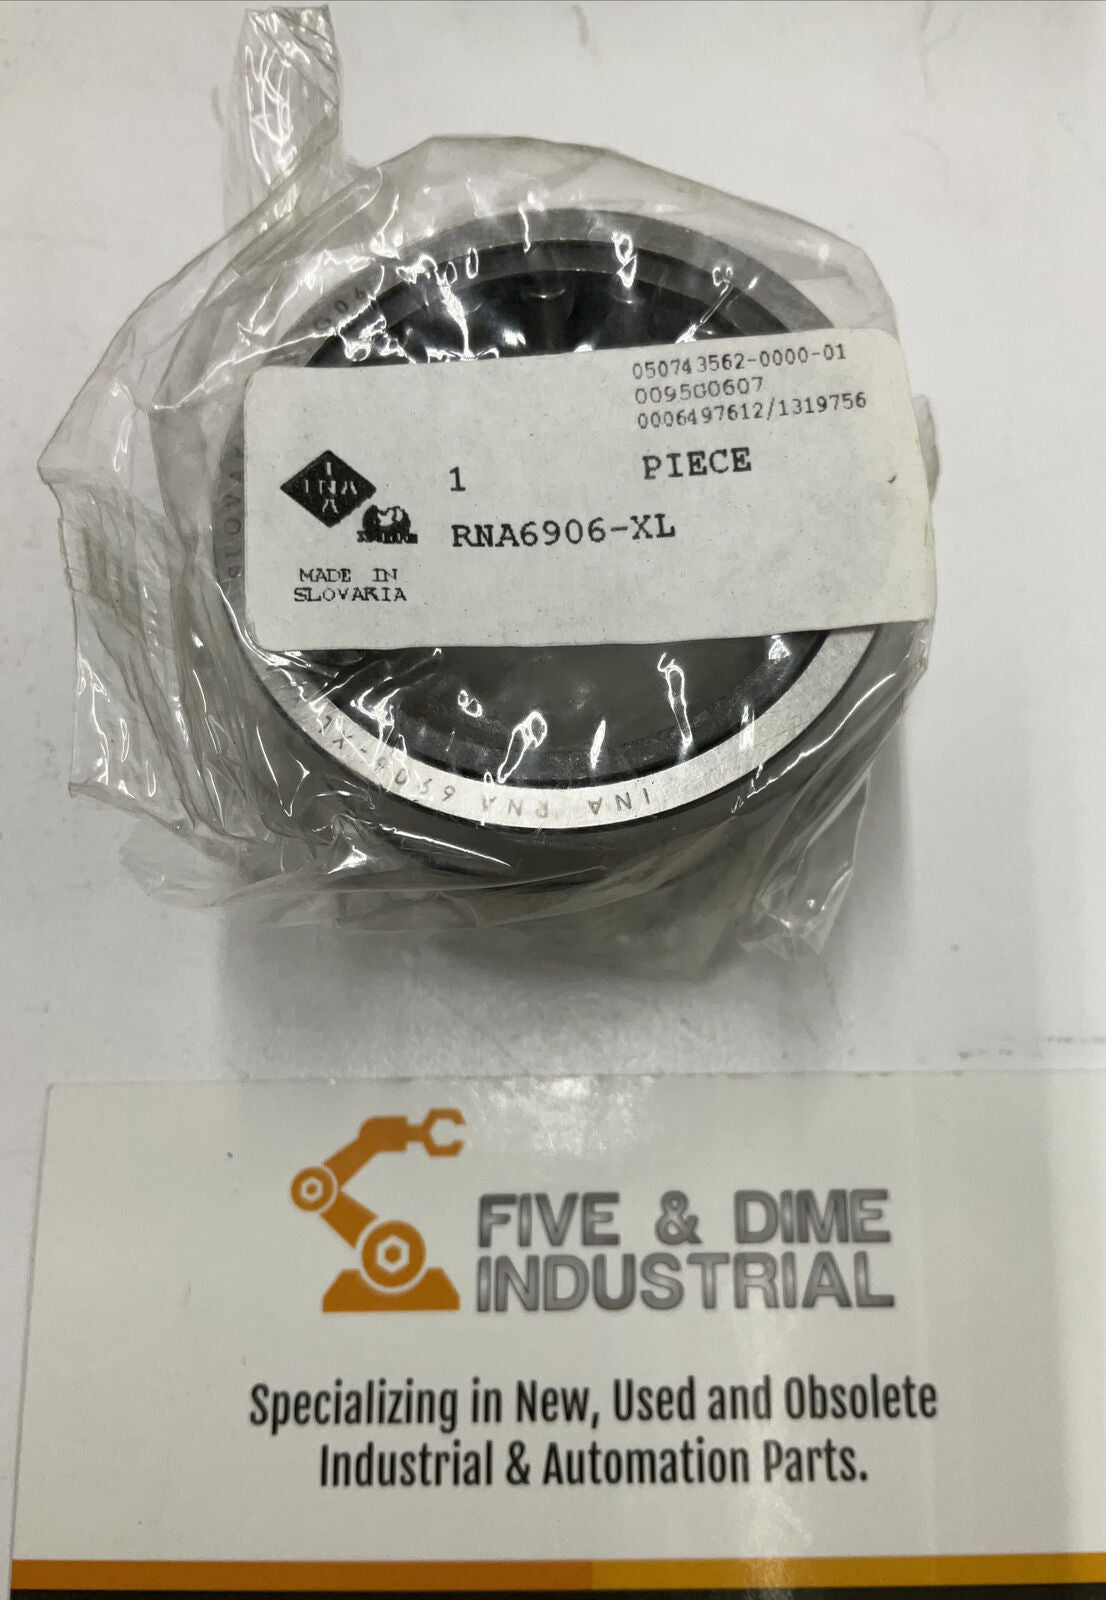 050743562-0000-01
0095G0607
0006497612/1319756
I
INA
A
1 PIECE
RNA6906-XL
MADE IN
SLOVAKIA
INA RNA 6906-XL
FIVE & DIME
INDUSTRIAL
Specializing in New, Used and Obsolete
Industrial & Automation Parts.